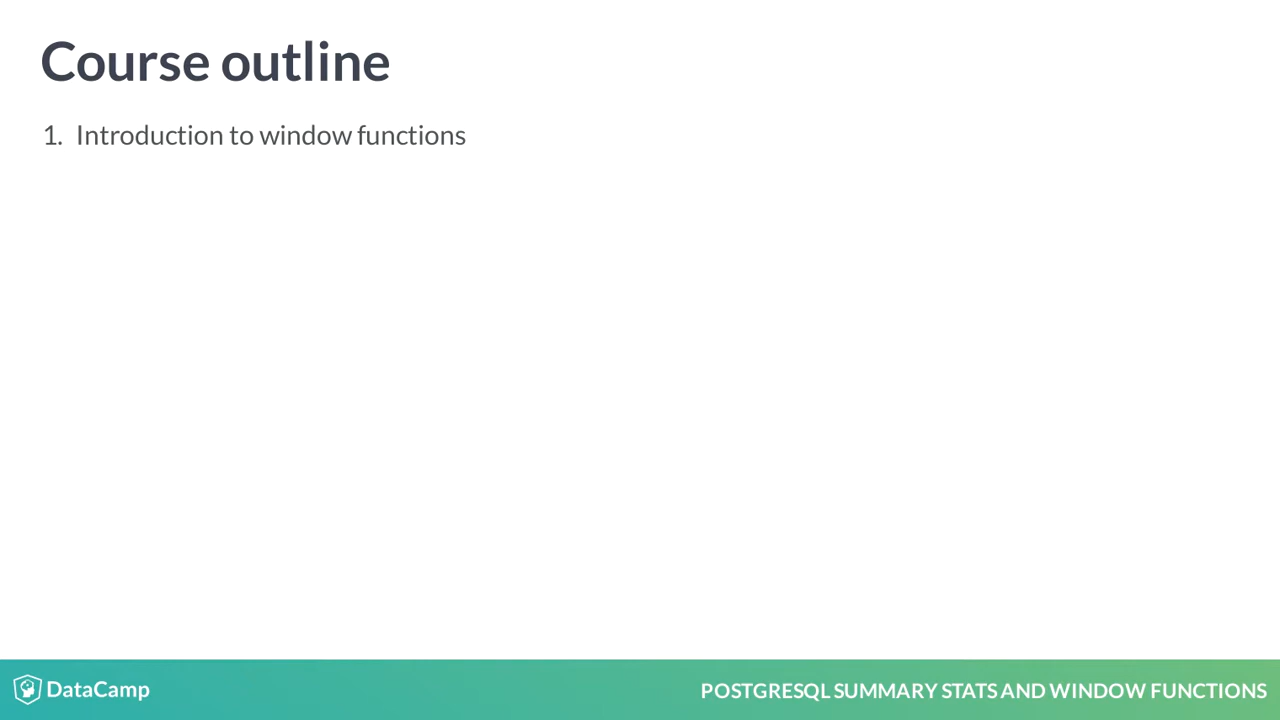 Course outline
1. Introduction to window functions
DataCamp
POSTGRESQL SUMMARY STATS AND WINDOW FUNCTIONS